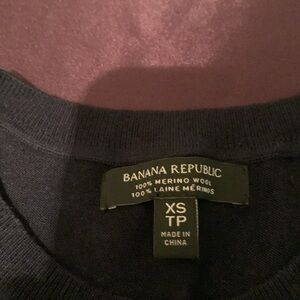 BANANA REPUBLIC
100% MERINO WOOL
100% LAINE MÉRINOS
XS
TP
MADE IN
CHINA